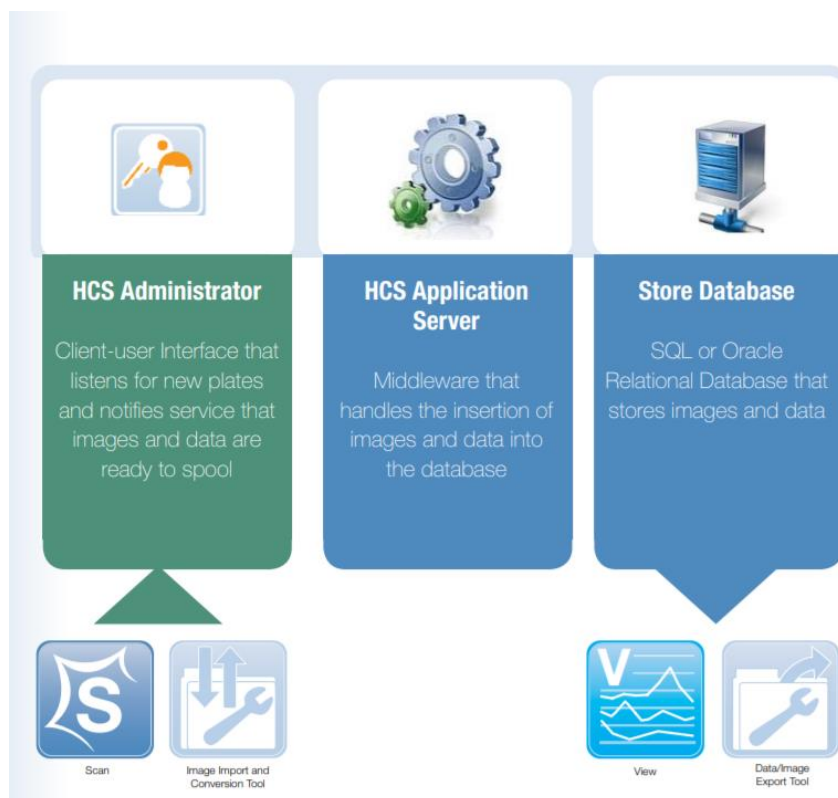 HCS Administrator
Client-user Interface that
listens for new plates
and notifies service that
images and data are
ready to spool
HCS Application
Server
Middleware that
handles the insertion of
images and data into
the database
Store Database
SQL or Oracle
Relational Database that
stores images and data
S
Scan
Image Import and
Conversion Tool
V
View
Data/Image
Export Tool